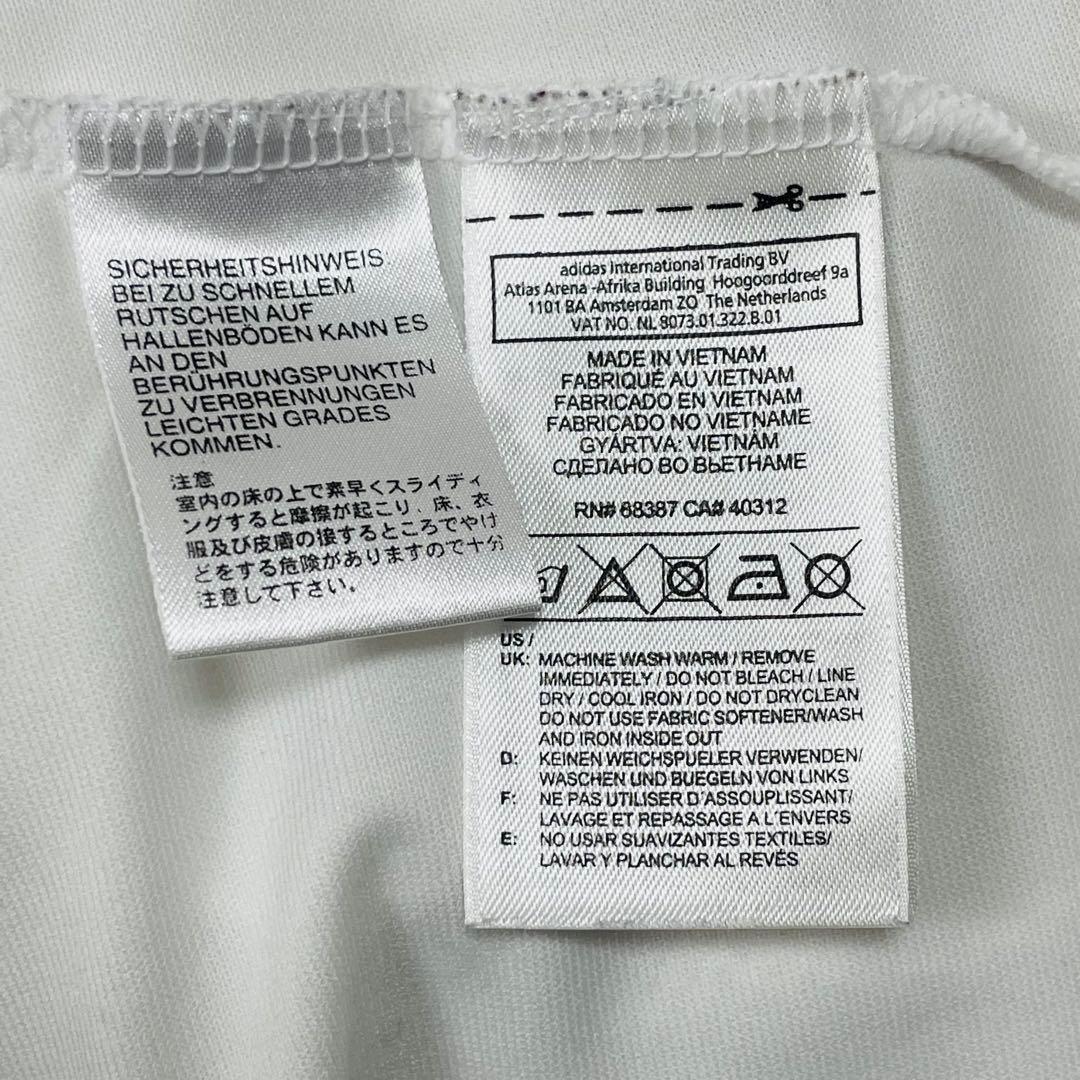 SICHERHEITSHINWEIS
BEI ZU SCHNELLEM
RUTSCHEN AUF
HALLENBÖDEN KANN ES
AN DEN
BERÜHRUNGSPUNKTEN
ZU VERBRENNUNGEN
LEICHTEN GRADES
KOMMEN.
注意
室内の床の上で素早くスライディ
ングすると摩擦が起こり、床、衣
服及び皮膚の接するところでやけ
どをする危険がありますので十分
注意して下さい。
adidas International Trading BV
Atlas Arena -Afrika Building Hoogoorddreef 9a
1101 BA Amsterdam ZO The Netherlands
VAT NO. NL 8073.01.322.B.01
MADE IN VIETNAM
FABRIQUÉ AU VIETNAM
FABRICADO EN VIETNAM
FABRICADO NO VIETNAME
GYÁRTVA: VIETNÁM
СДЕЛАНО ВО ВЬЕТНАМЕ
RN# 88387 CA# 40312
US /
UK: MACHINE WASH WARM / REMOVE
IMMEDIATELY / DO NOT BLEACH / LINE
DRY / COOL IRON / DO NOT DRYCLEAN
DO NOT USE FABRIC SOFTENER/WASH
AND IRON INSIDE OUT
D: KEINEN WEICHSPUELER VERWENDEN/
WASCHEN UND BUEGELN VON LINKS
F: NE PAS UTILISER D´ASSOUPLISSANT/
LAVAGE ET REPASSAGE A L´ENVERS
E: NO USAR SUAVIZANTES TEXTILES/
LAVAR Y PLANCHAR AL REVÉS